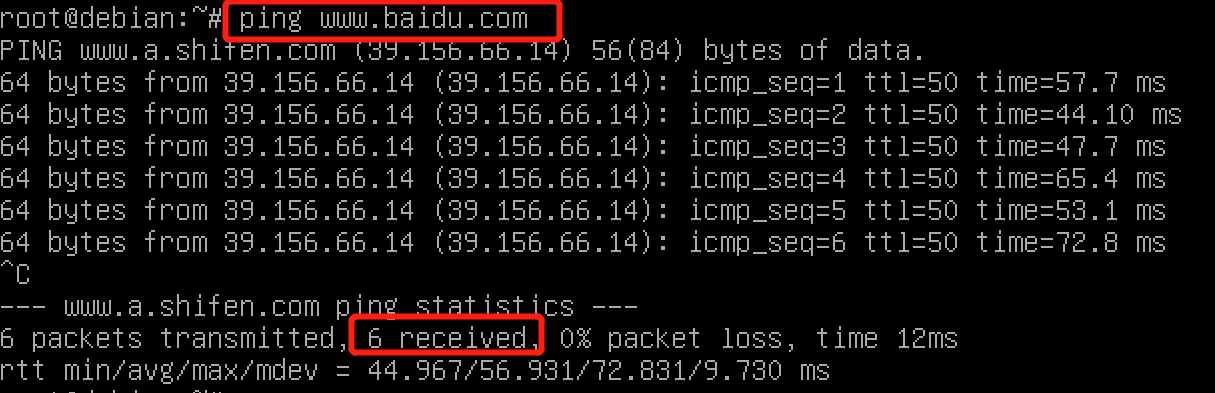 root@debian:~# ping www.baidu.com
PING www.a.shifen.com (39.156.66.14) 56(84) bytes of data.
64 bytes from 39.156.66.14 (39.156.66.14): icmp_seq=1 ttl=50 time=57.7 ms
64 bytes from 39.156.66.14 (39.156.66.14): icmp_seq=2 ttl=50 time=44.10 ms
64 bytes from 39.156.66.14 (39.156.66.14): icmp_seq=3 ttl=50 time=47.7 ms
64 bytes from 39.156.66.14 (39.156.66.14): icmp_seq=4 ttl=50 time=65.4 ms
64 bytes from 39.156.66.14 (39.156.66.14): icmp_seq=5 ttl=50 time=53.1 ms
64 bytes from 39.156.66.14 (39.156.66.14): icmp_seq=6 ttl=50 time=72.8 ms
^C
--- www.a.shifen.com ping statistics ---
6 packets transmitted, 6 received, 0% packet loss, time 12ms
rtt min/avg/max/mdev = 44.967/56.931/72.831/9.730 ms